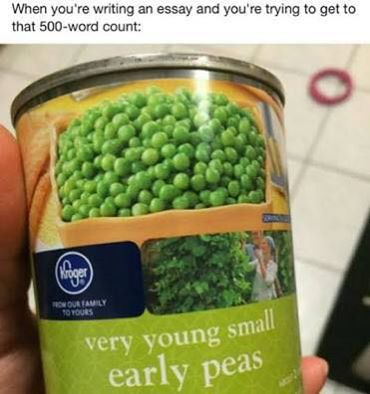 When you're writing an essay and you're trying to get to
that 500-word count:
Kroger
FROM OUR FAMILY
TO YOURS
very young small
early peas